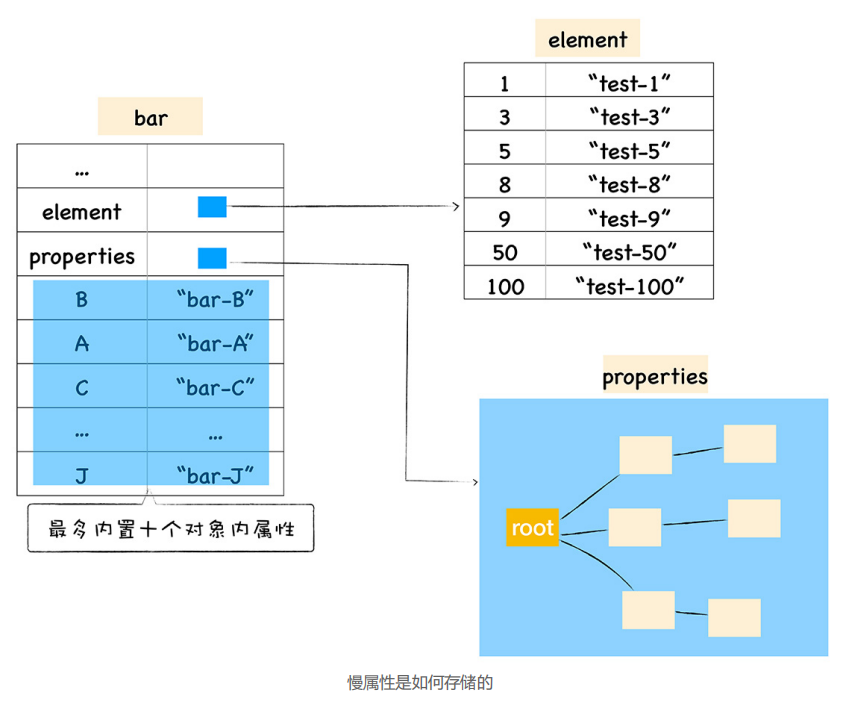 bar
...
element
properties
B "bar-B"
A "bar-A"
C "bar-C"
... ...
J "bar-J"
最多内置十个对象内属性
element
1 "test-1"
3 "test-3"
5 "test-5"
8 "test-8"
9 "test-9"
50 "test-50"
100 "test-100"
properties
root
慢属性是如何存储的